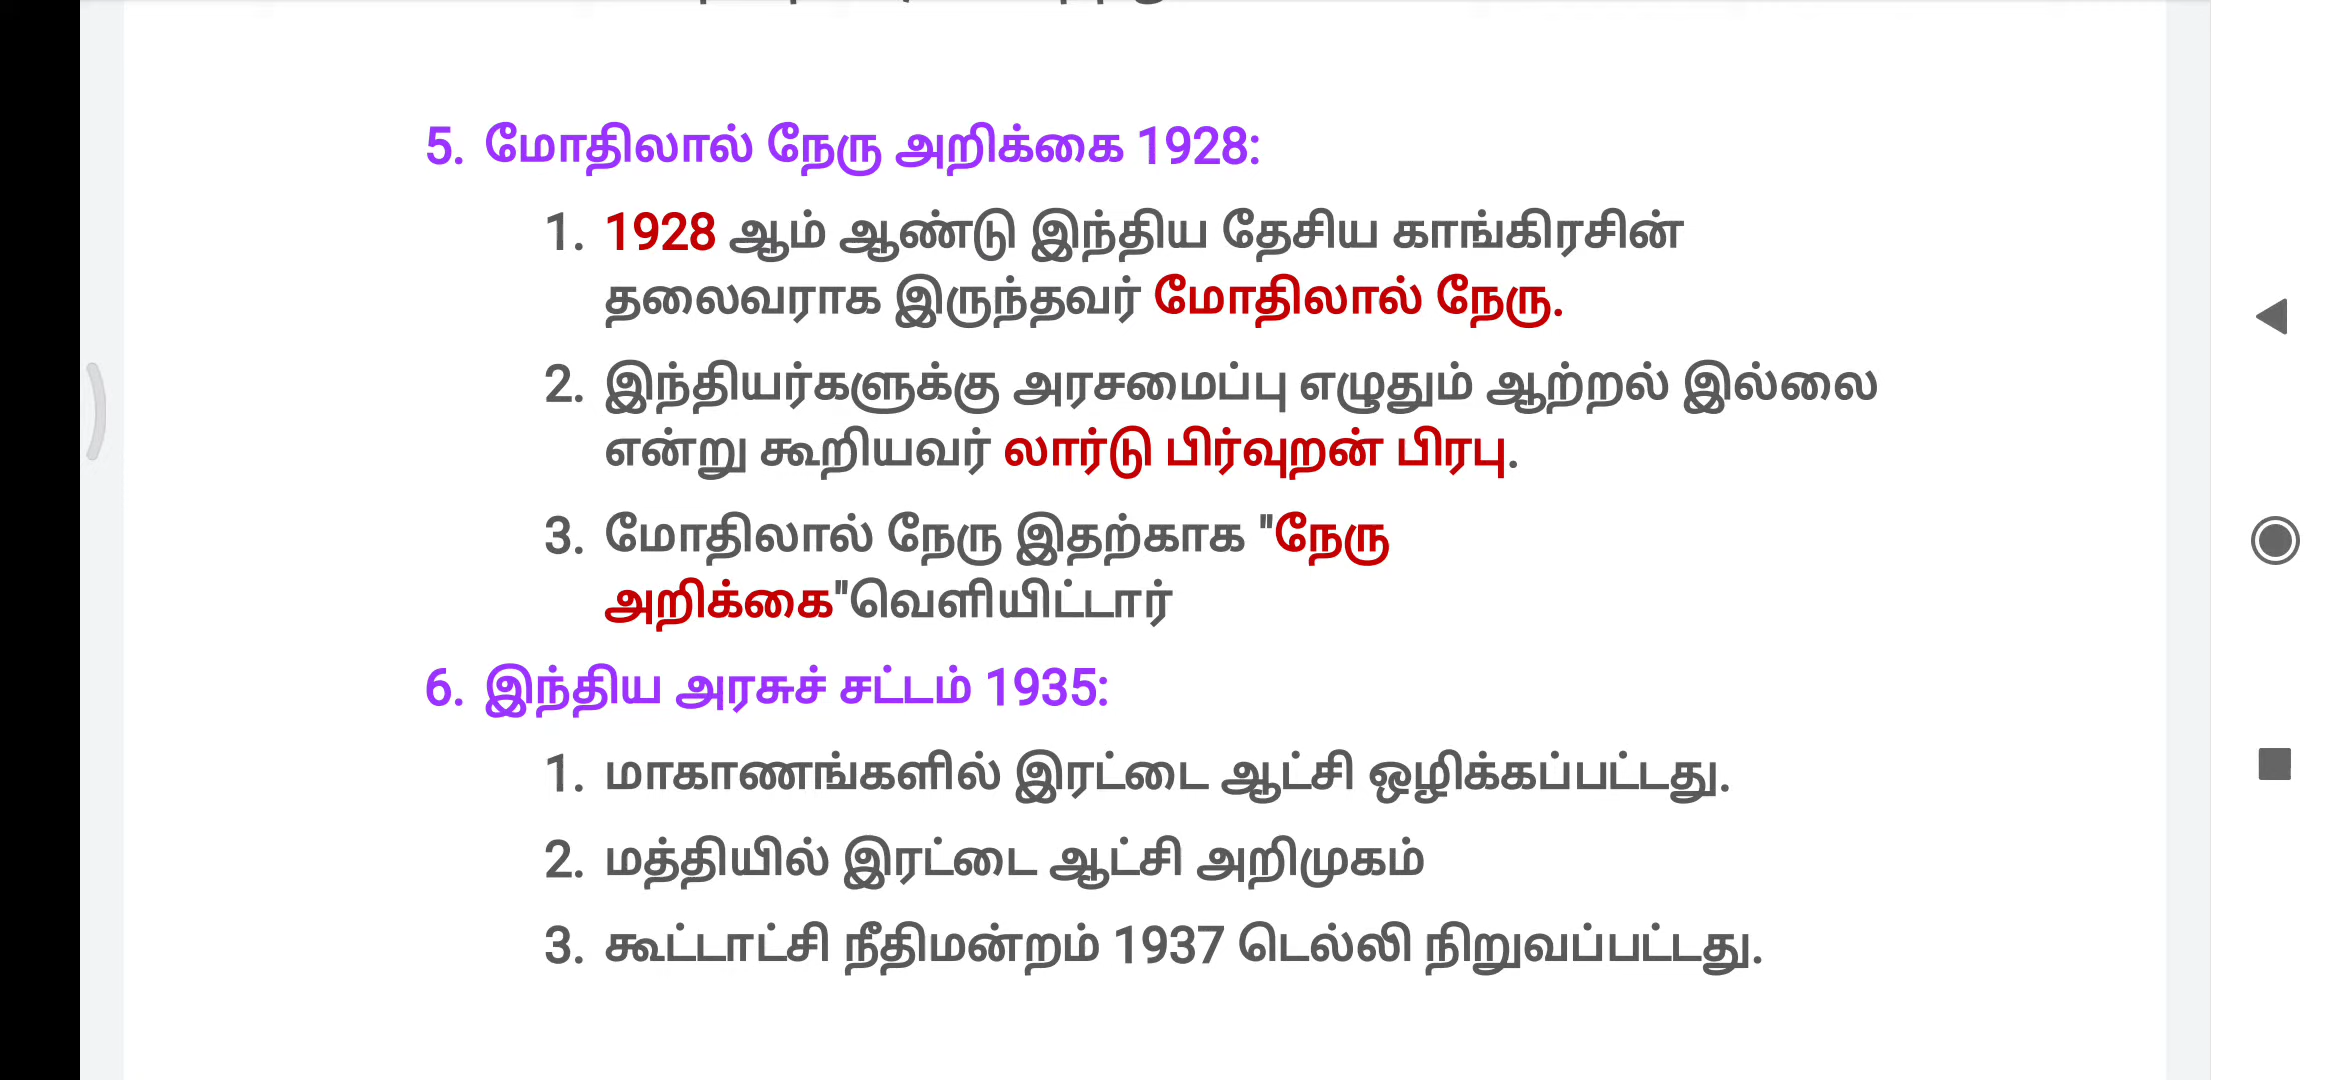 5. மோதிலால் நேரு அறிக்கை 1928:
1. 1928 ஆம் ஆண்டு இந்திய தேசிய காங்கிரசின்
தலைவராக இருந்தவர் மோதிலால் நேரு.
2. இந்தியர்களுக்கு அரசமைப்பு எழுதும் ஆற்றல் இல்லை
என்று கூறியவர் லார்டு பிர்வுறன் பிரபு.
3. மோதிலால் நேரு இதற்காக "நேரு
அறிக்கை"வெளியிட்டார்
6. இந்திய அரசுச் சட்டம் 1935:
1. மாகாணங்களில் இரட்டை ஆட்சி ஒழிக்கப்பட்டது.
2. மத்தியில் இரட்டை ஆட்சி அறிமுகம்
3. கூட்டாட்சி நீதிமன்றம் 1937 டெல்லி நிறுவப்பட்டது.